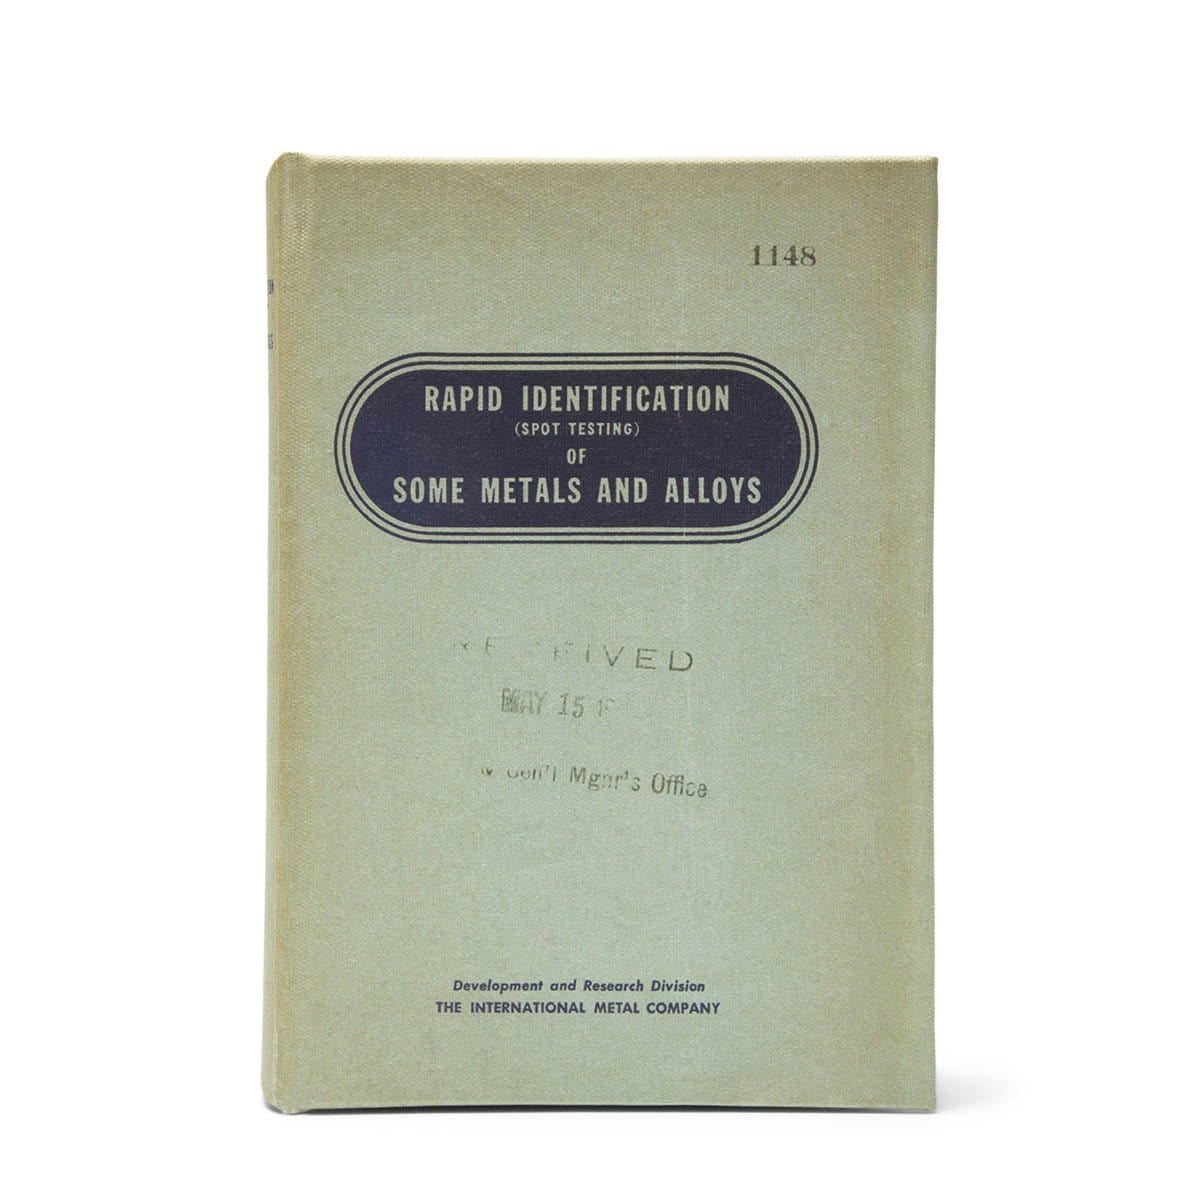 1148
RAPID IDENTIFICATION
(SPOT TESTING)
OF
SOME METALS AND ALLOYS
MAY 15
Mgnr's Office
Development and Research Division
THE INTERNATIONAL METAL COMPANY